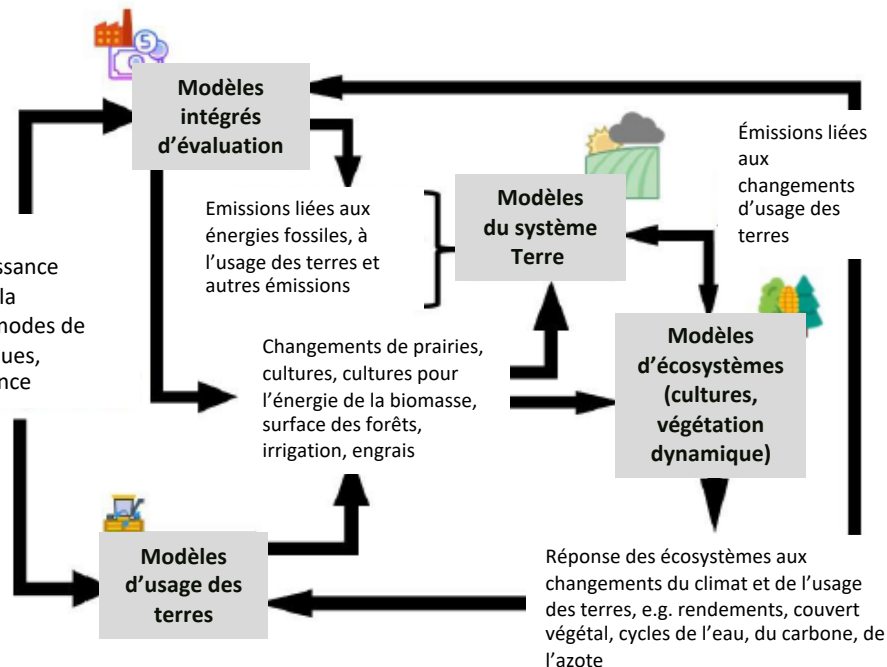 Modèles
intégrés
d'évaluation
Émissions liées
aux
changements
d'usage des
terres
Modèles
du système
Terre
Emissions liées aux
énergies fossiles, à
l'usage des terres et
autres émissions
la
modes de
Changements de prairies,
cultures, cultures pour
l'énergie de la biomasse,
surface des forêts,
irrigation, engrais
Modèles
d'écosystèmes
(cultures,
végétation
dynamique)
Modèles
d'usage des
terres
Réponse des écosystèmes aux
changements du climat et de l'usage
des terres, e.g. rendements, couvert
végétal, cycles de l'eau, du carbone, de
l'azote